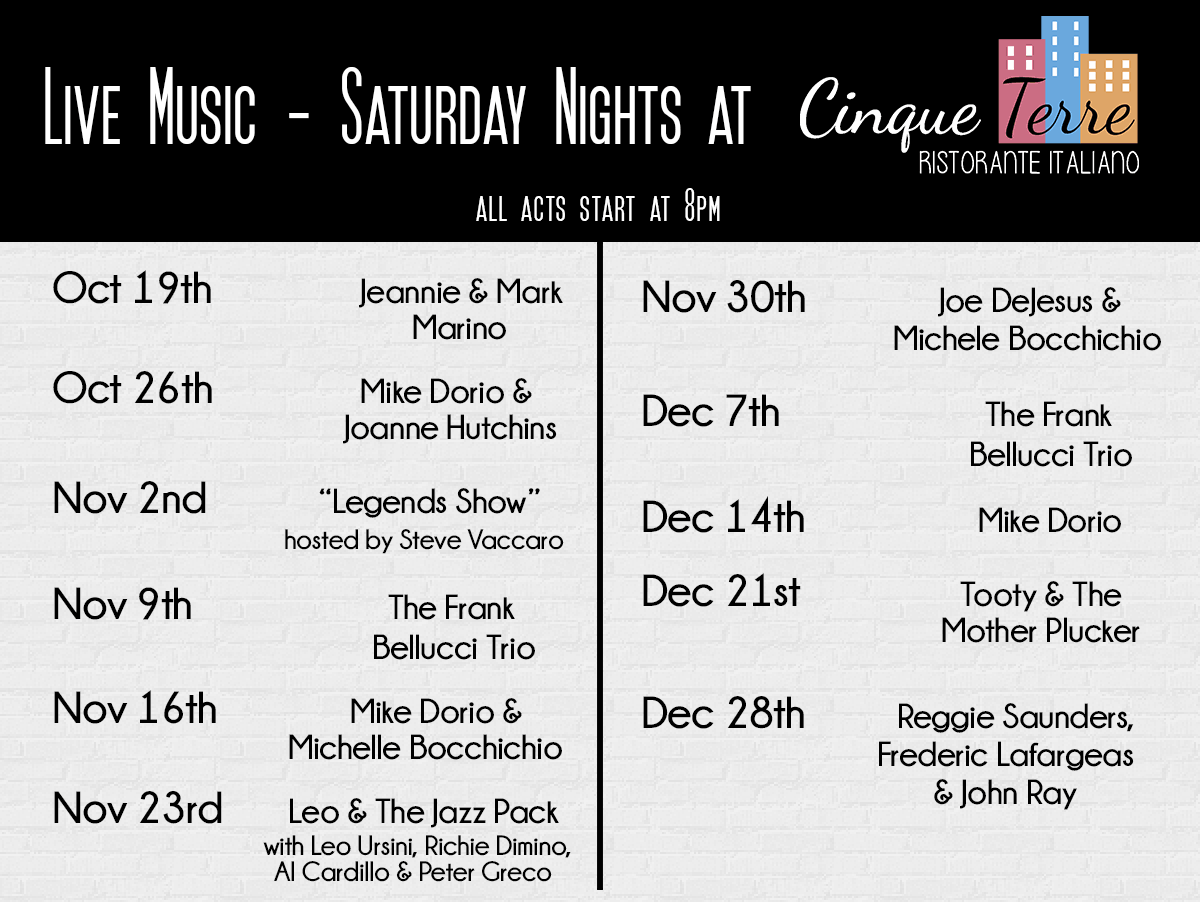 Live Music - Saturday Nights at
Cinque Terre
RISTORANTE ITALIANO
ALL ACTS START AT 8PM
Oct 19th
Jeannie & Mark
Marino
Oct 26th
Mike Dorio &
Joanne Hutchins
Nov 2nd
“Legends Show”
hosted by Steve Vaccaro
Nov 9th
The Frank
Bellucci Trio
Nov 16th
Mike Dorio &
Michelle Bocchichio
Nov 23rd
Leo & The Jazz Pack
with Leo Ursini, Richie Dimino,
Al Cardillo & Peter Greco
Nov 30th
Joe DeJesus &
Michele Bocchichio
Dec 7th
The Frank
Bellucci Trio
Dec 14th
Mike Dorio
Dec 21st
Tooty & The
Mother Plucker
Dec 28th
Reggie Saunders,
Frederic Lafargeas
& John Ray